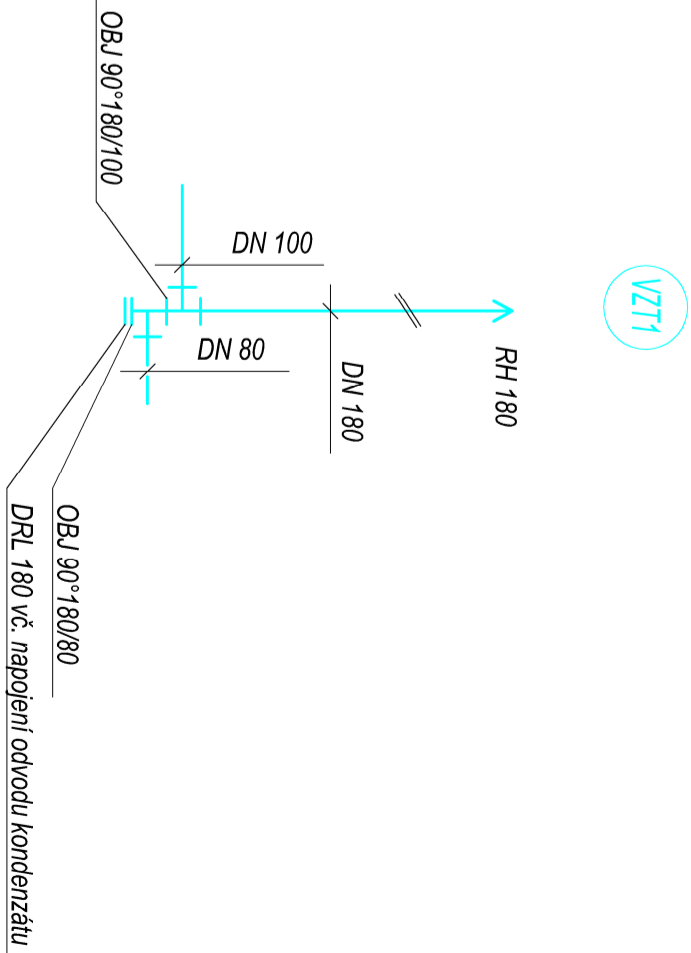 VZT1
RH 180
DN 180
DN 100
DN 80
OBJ 90°180/100
OBJ 90°180/80
DRL 180 vč. napojení odvodu kondenzátu